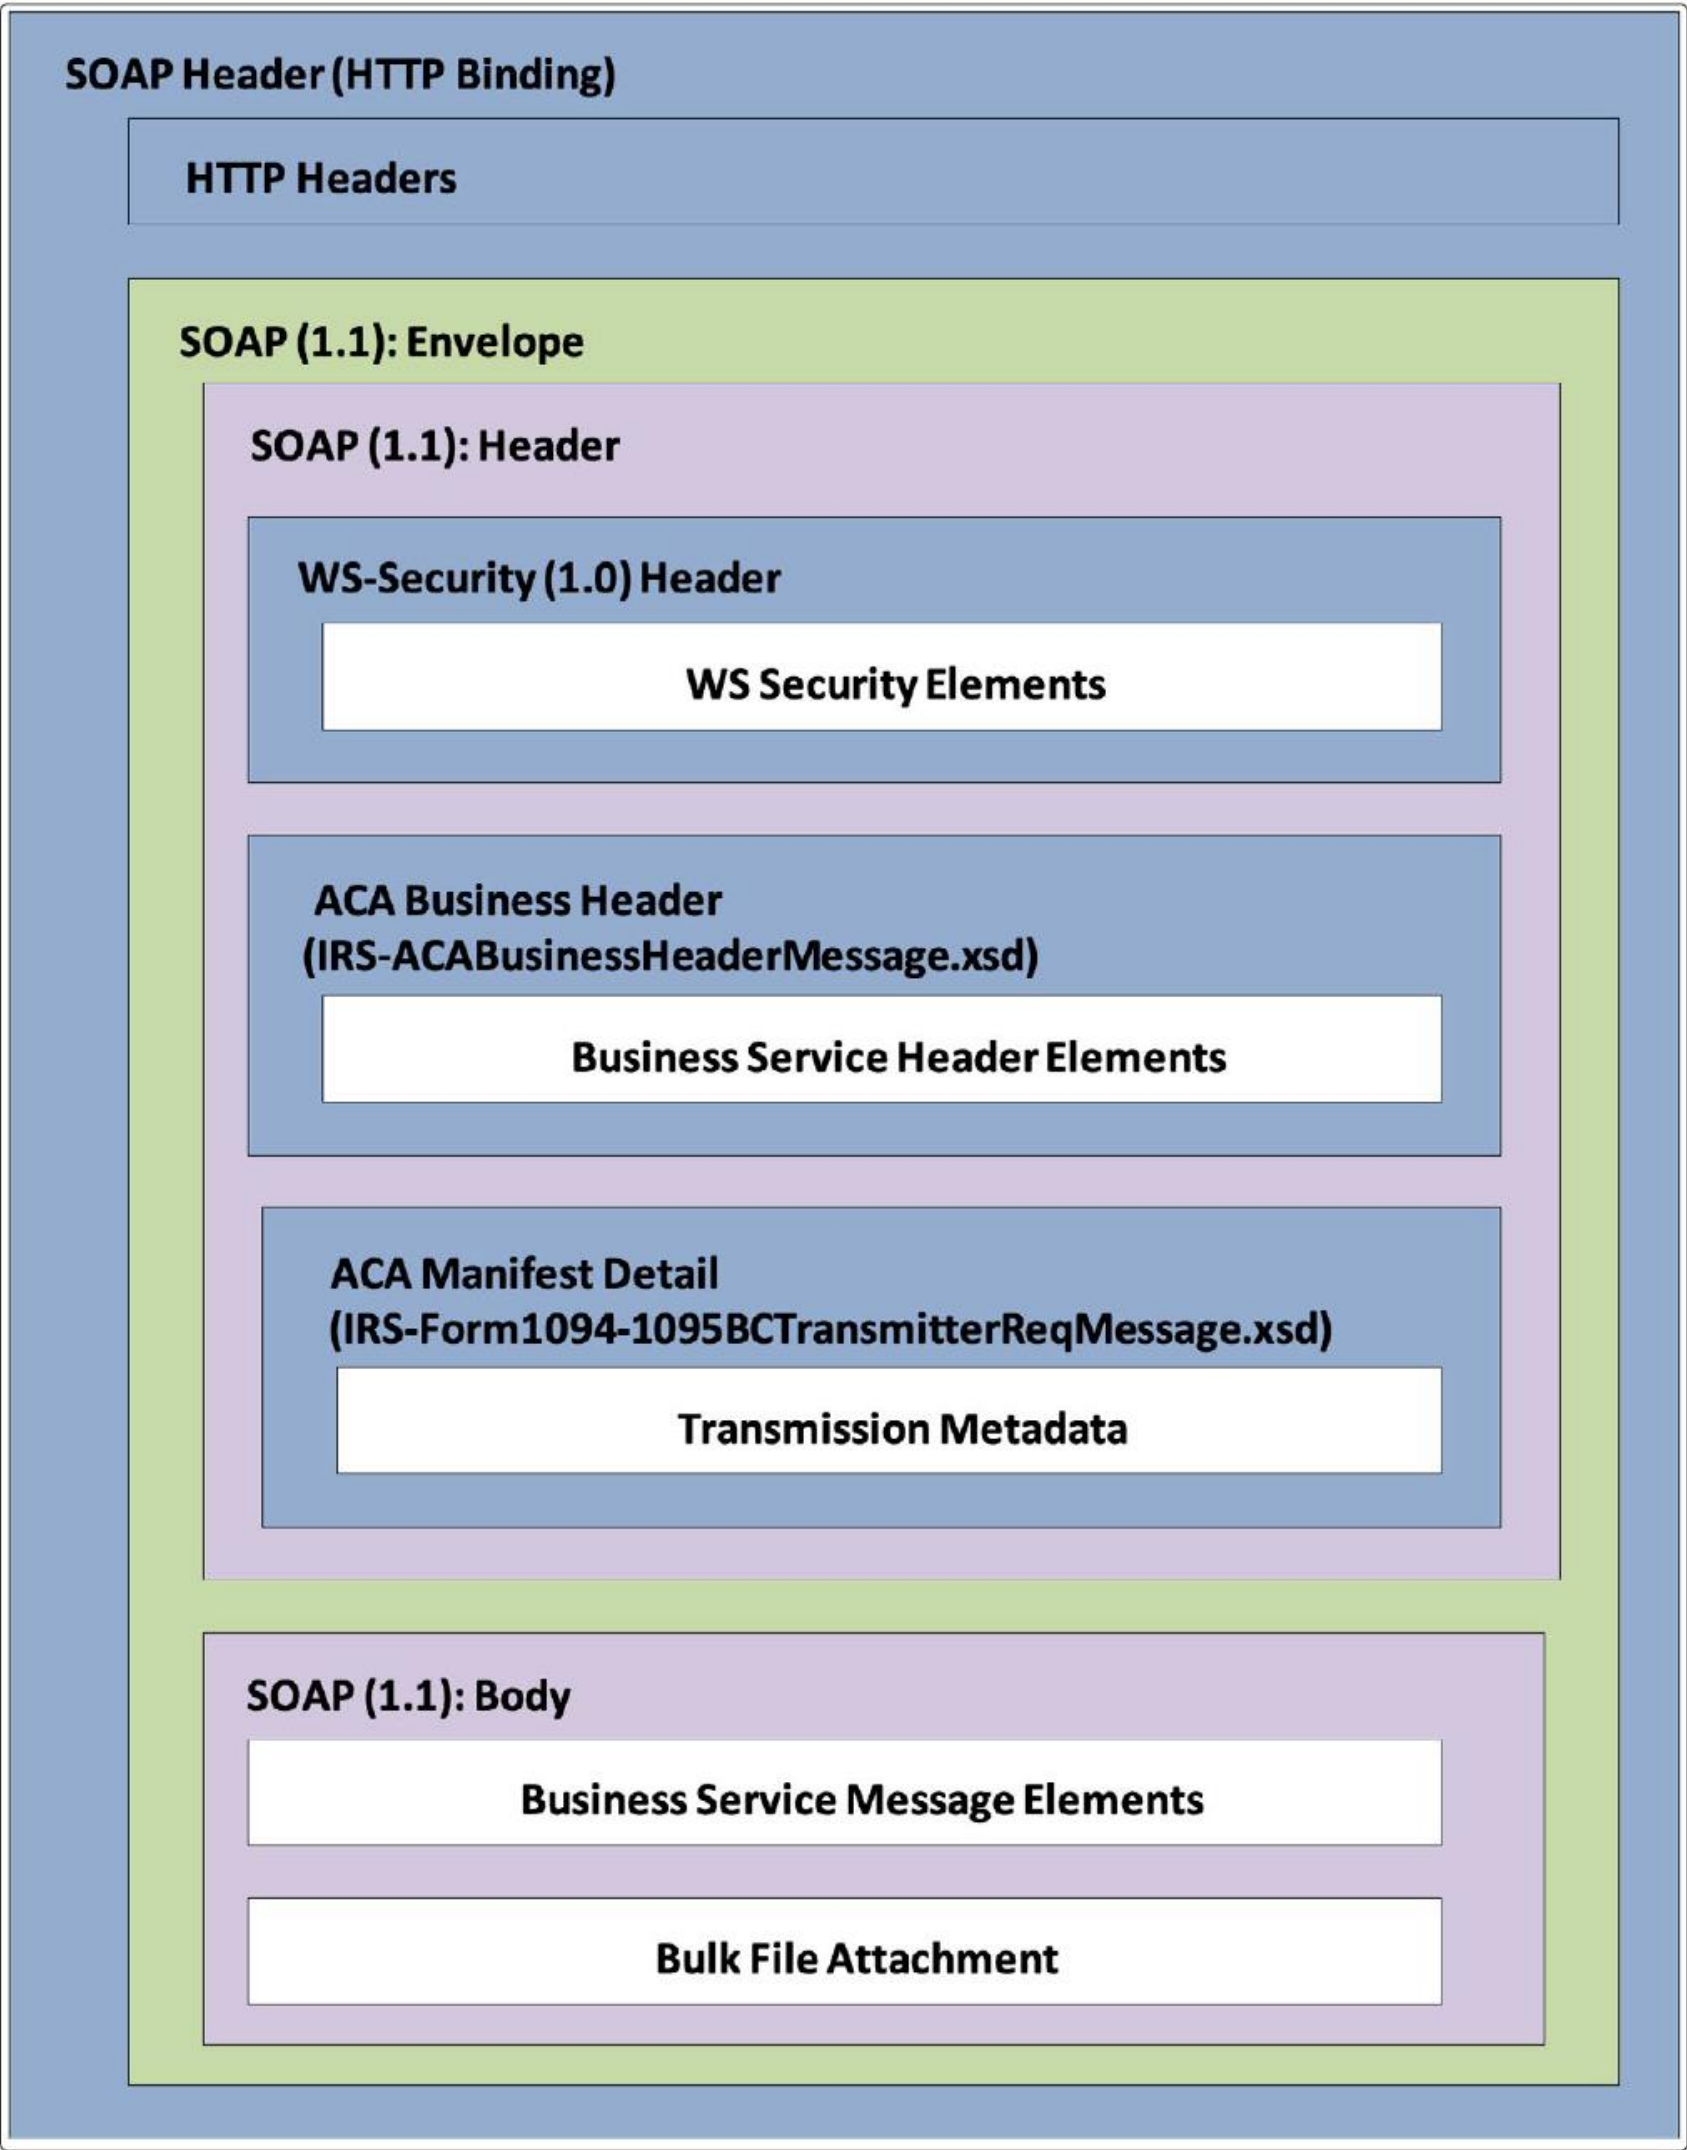 SOAP Header (HTTP Binding)
HTTP Headers
SOAP (1.1): Envelope
SOAP (1.1): Header
WS-Security (1.0) Header
WS Security Elements
ACA Business Header
(IRS-ACABusinessHeaderMessage.xsd)
Business Service Header Elements
ACA Manifest Detail
(IRS-Form1094-1095BCTransmitterReqMessage.xsd)
Transmission Metadata
SOAP (1.1): Body
Business Service Message Elements
Bulk File Attachment